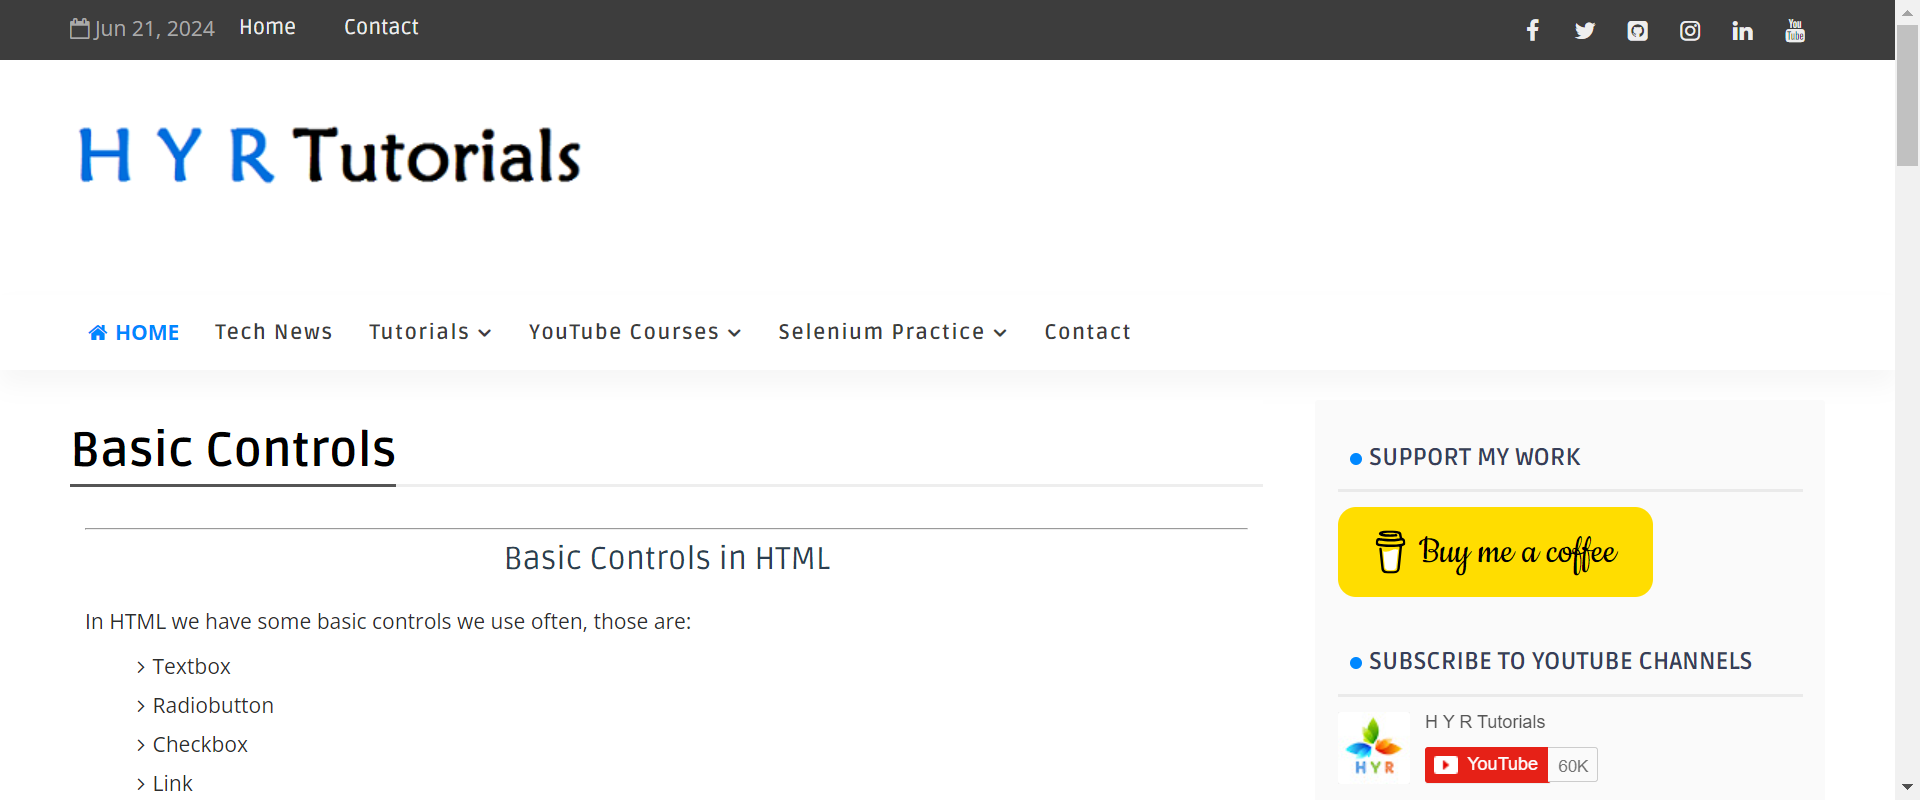 Jun 21, 2024 Home Contact
You
Tube
H Y R Tutorials
HOME Tech News Tutorials YouTube Courses Selenium Practice Contact
Basic Controls
Basic Controls in HTML
In HTML we have some basic controls we use often, those are:
Textbox
Radiobutton
Checkbox
Link
SUPPORT MY WORK
Buy me a coffee
SUBSCRIBE TO YOUTUBE CHANNELS
H Y R
H Y R Tutorials
YouTube 60K